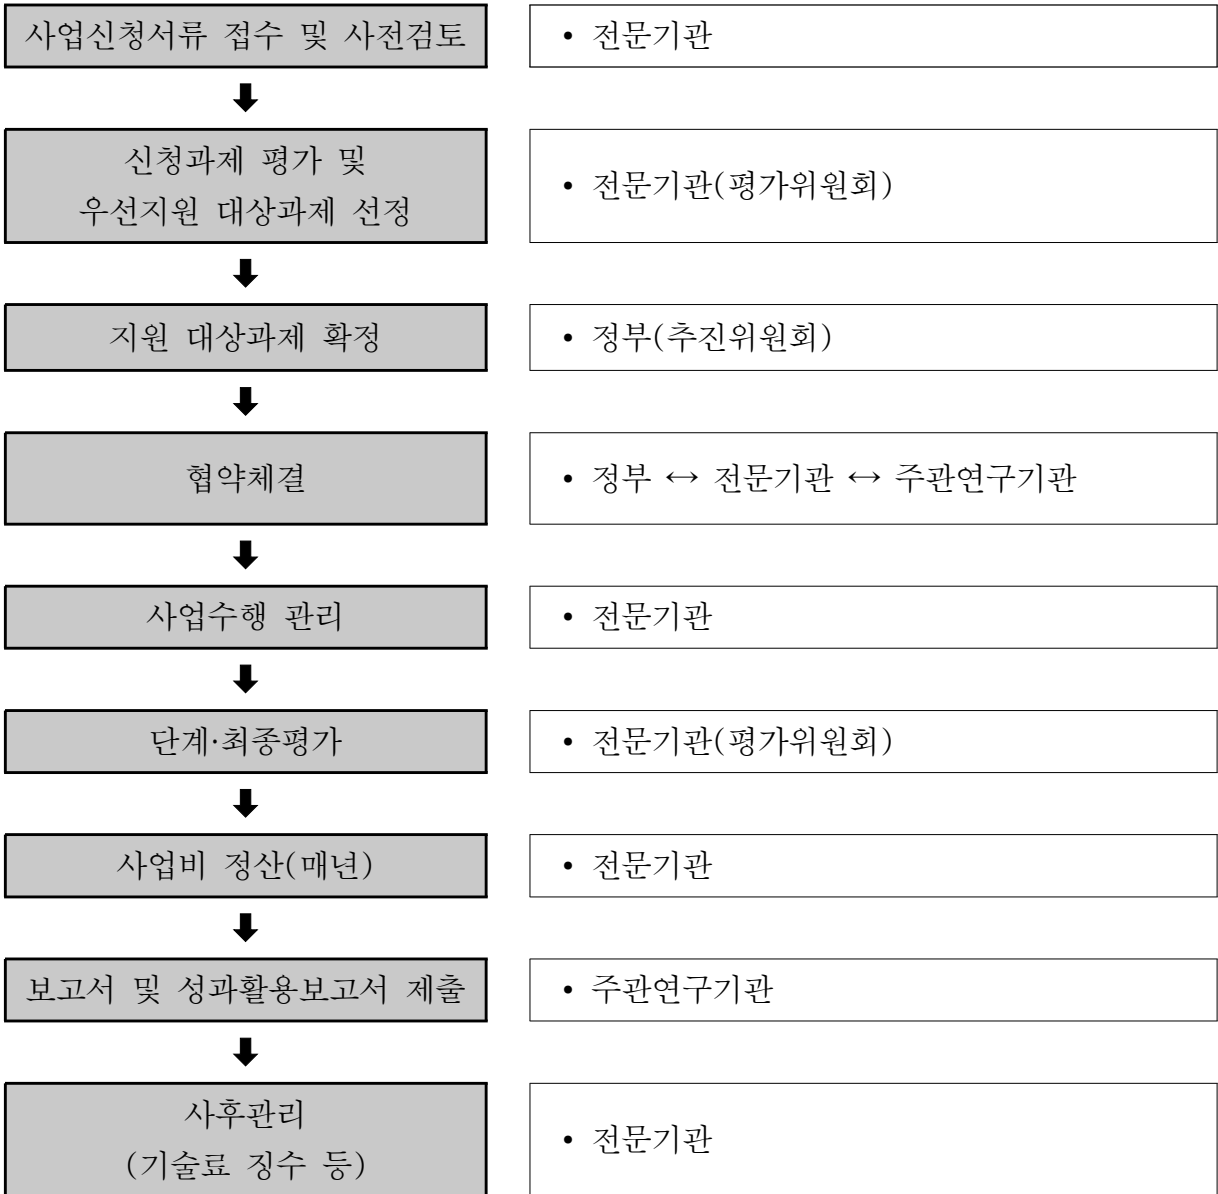 사업신청서류 접수 및 사전검토
• 전문기관
신청과제 평가 및
우선지원 대상과제 선정
• 전문기관(평가위원회)
지원 대상과제 확정
• 정부(추진위원회)
협약체결
• 정부 ↔ 전문기관 ↔ 주관연구기관
사업수행 관리
• 전문기관
단계·최종평가
• 전문기관(평가위원회)
사업비 정산(매년)
• 전문기관
보고서 및 성과활용보고서 제출
• 주관연구기관
사후관리
(기술료 징수 등)
• 전문기관